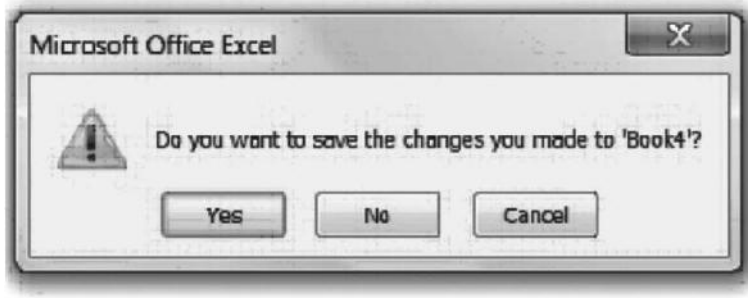 Microsoft Office Excel
Do you want to save the changes you made to 'Book4'?
Yes No Cancel